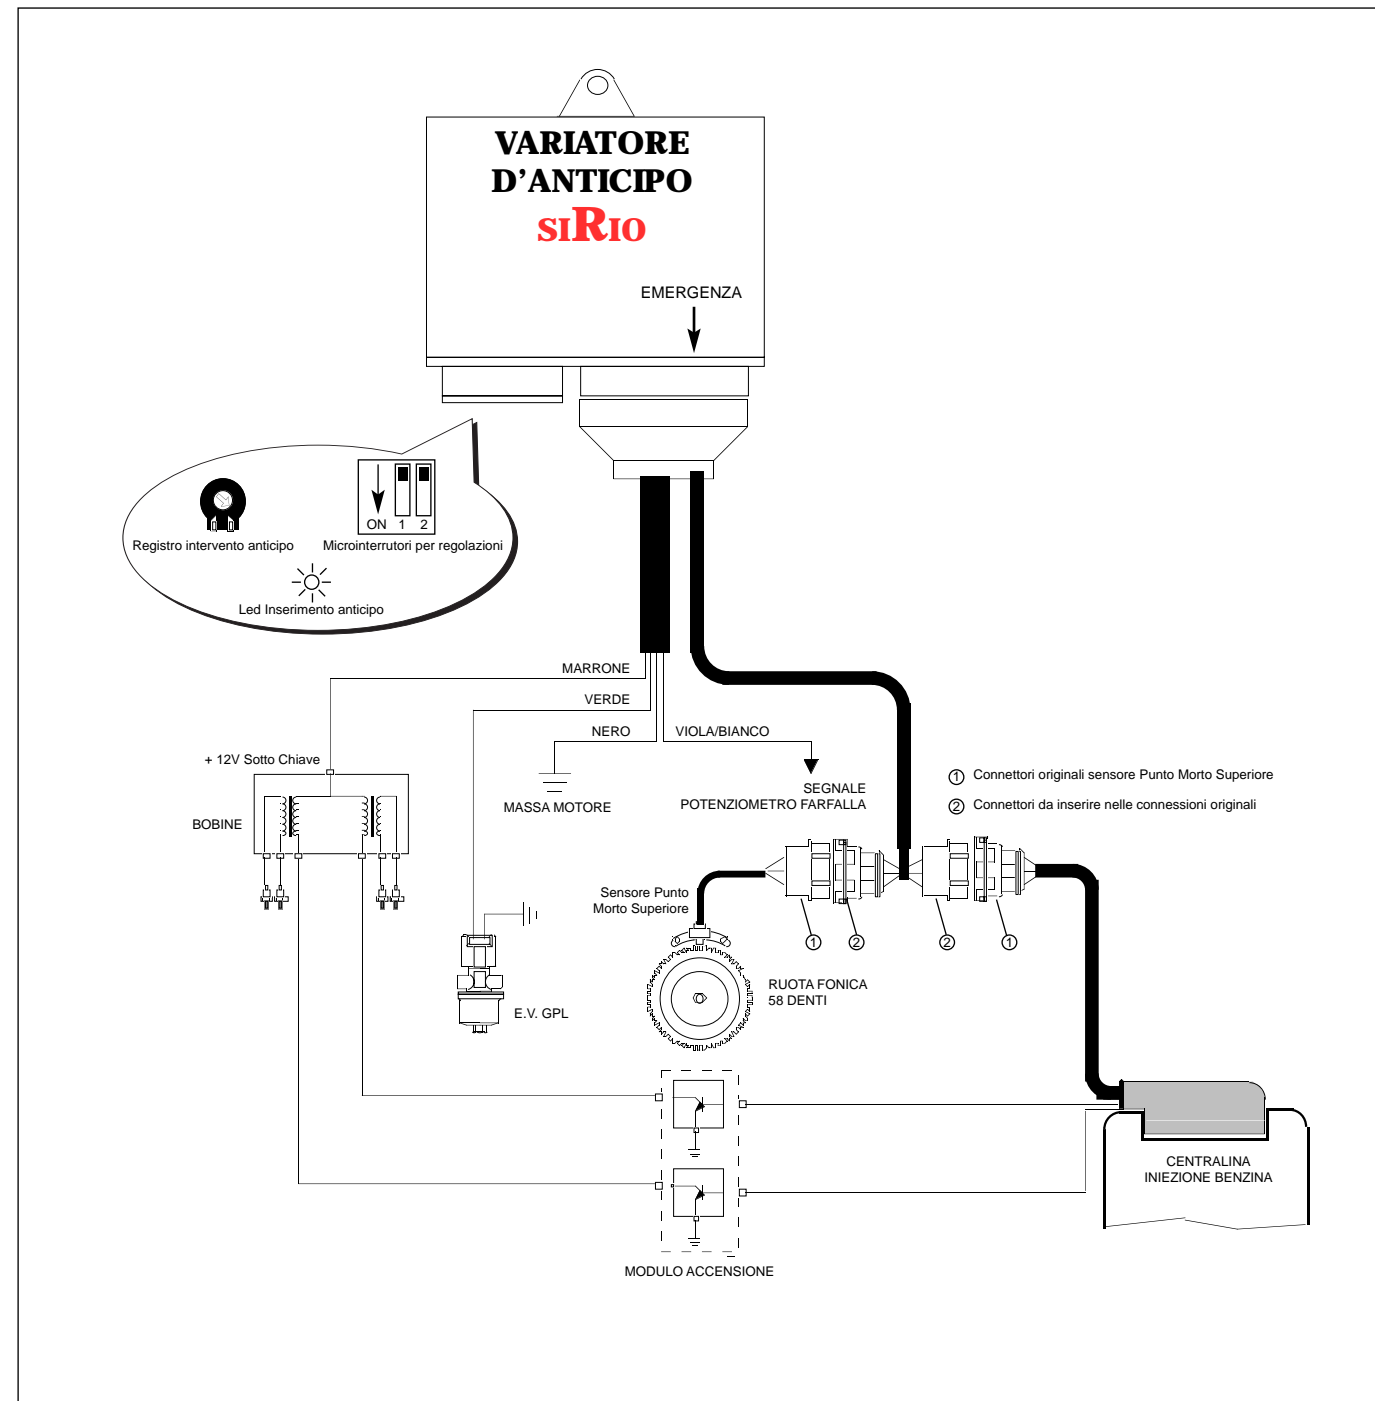 VARIATORE
D'ANTICIPO
SIRIO
EMERGENZA
ON 1 2
Registro intervento anticipo
Microinterrutori per regolazioni
Led Inserimento anticipo
MARRONE
VERDE
NERO
VIOLA/BIANCO
+ 12V Sotto Chiave
BOBINE
MASSA MOTORE
SEGNALE
POTENZIOMETRO FARFALLA
1 Connettori originali sensore Punto Morto Superiore
2 Connettori da inserire nelle connessioni originali
Sensore Punto
Morto Superiore
1 2 2 1
RUOTA FONICA
58 DENTI
E.V. GPL
CENTRALINA
INIEZIONE BENZINA
MODULO ACCENSIONE